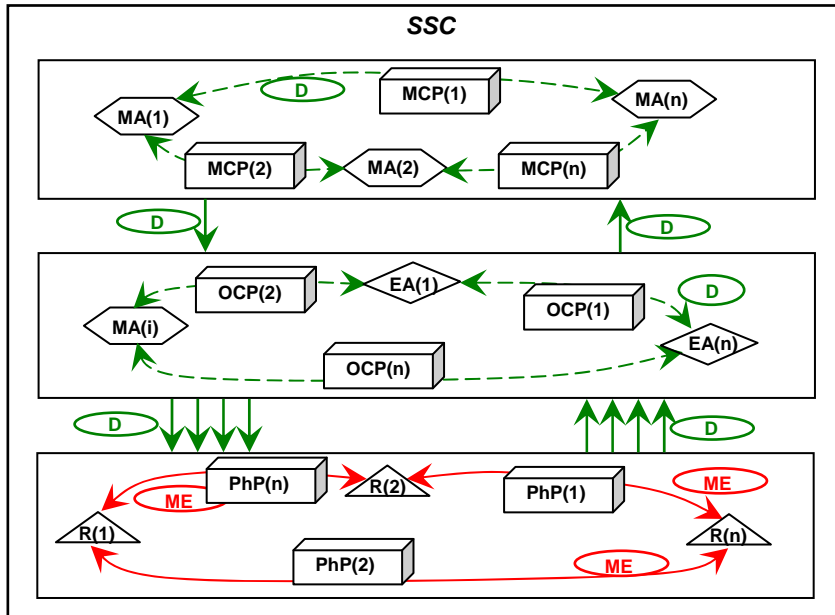 SSC
D
MCP(1)
MA(1)
MA(n)
MCP(2)
MA(2)
MCP(n)
D
D
OCP(2)
EA(1)
OCP(1)
D
MA(i)
EA(n)
OCP(n)
D
D
PhP(n)
R(2)
PhP(1)
ME
ME
R(1)
R(n)
PhP(2)
ME